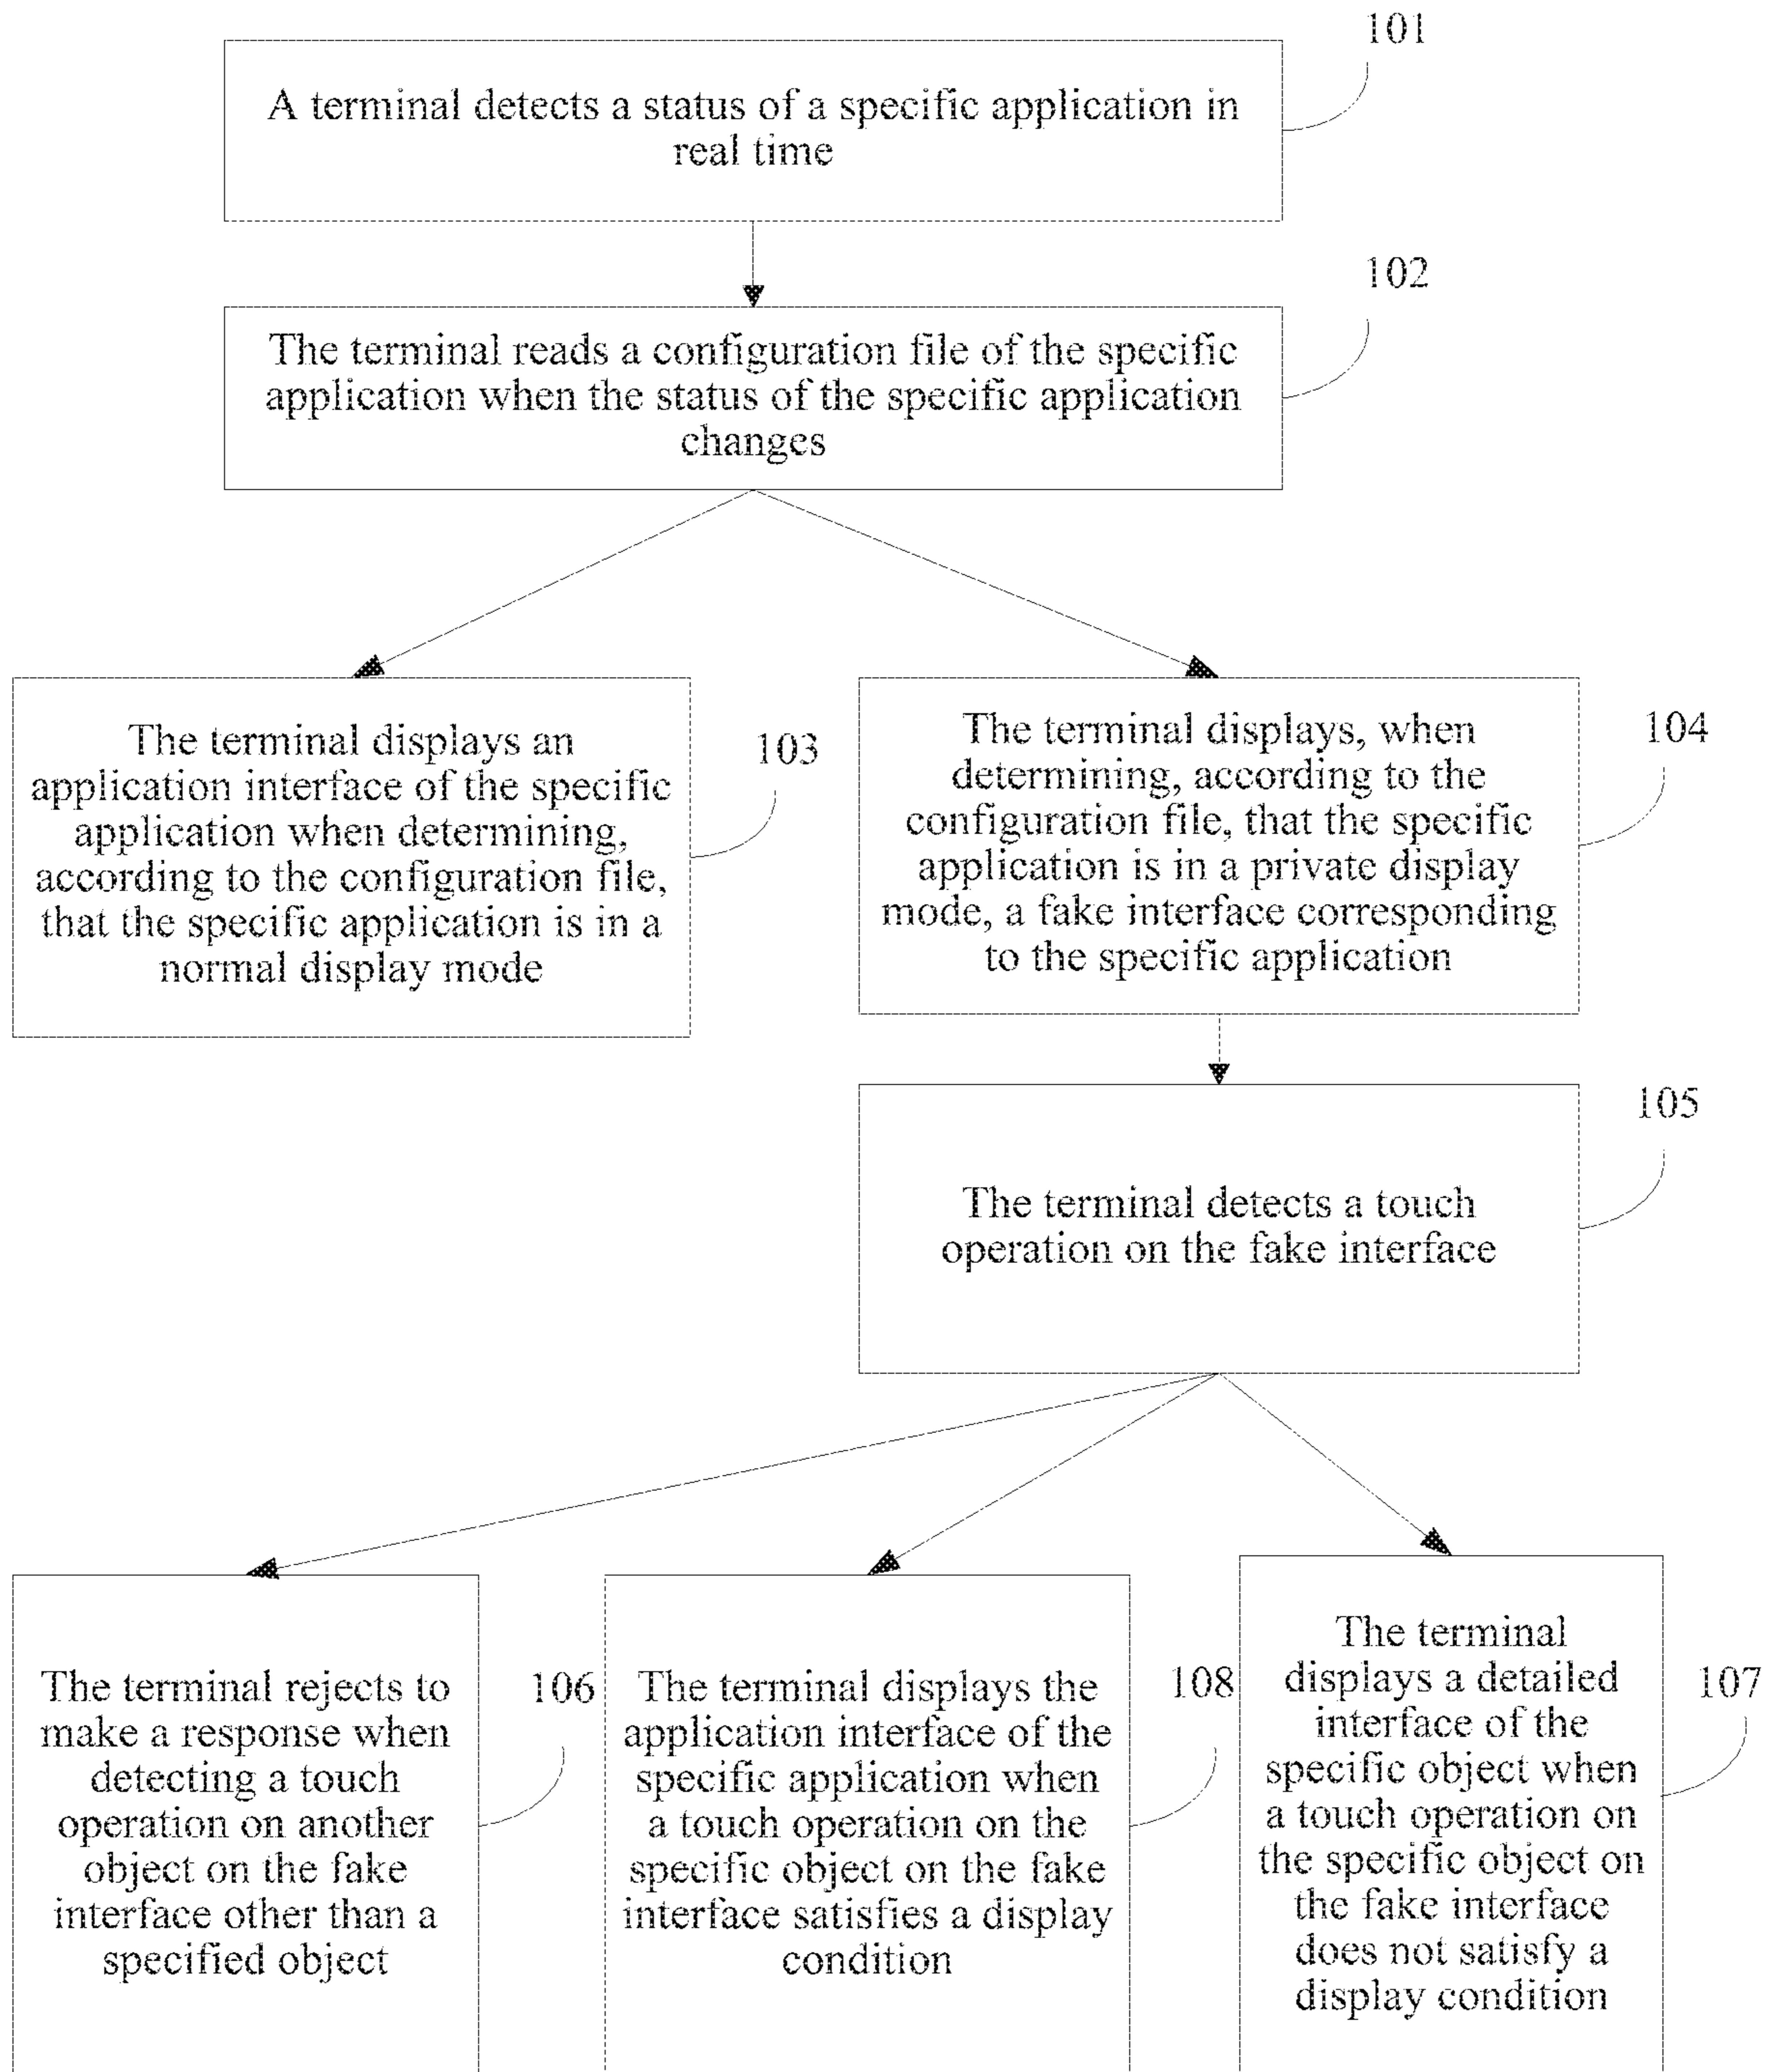 101
A terminal detects a status of a specific application in
real time
102
The terminal reads a configuration file of the specific
application when the status of the specific application
changes
The terminal displays an
application interface of the specific
application when determining,
according to the configuration file,
that the specific application is in a
normal display mode
103
The terminal displays, when
determining, according to the
configuration file, that the specific
application is in a private display
mode, a fake interface corresponding
to the specific application
104
The terminal detects a touch
operation on the fake interface
105
The terminal rejects to
make a response when
detecting a touch
operation on another
object on the fake
interface other than a
specified object
106
The terminal displays the
application interface of the
specific application when
a touch operation on the
specific object on the fake
interface satisfies a display
condition
108
The terminal
displays a detailed
interface of the
specific object when
a touch operation on
the specific object on
the fake interface
does not satisfy a
display condition
107